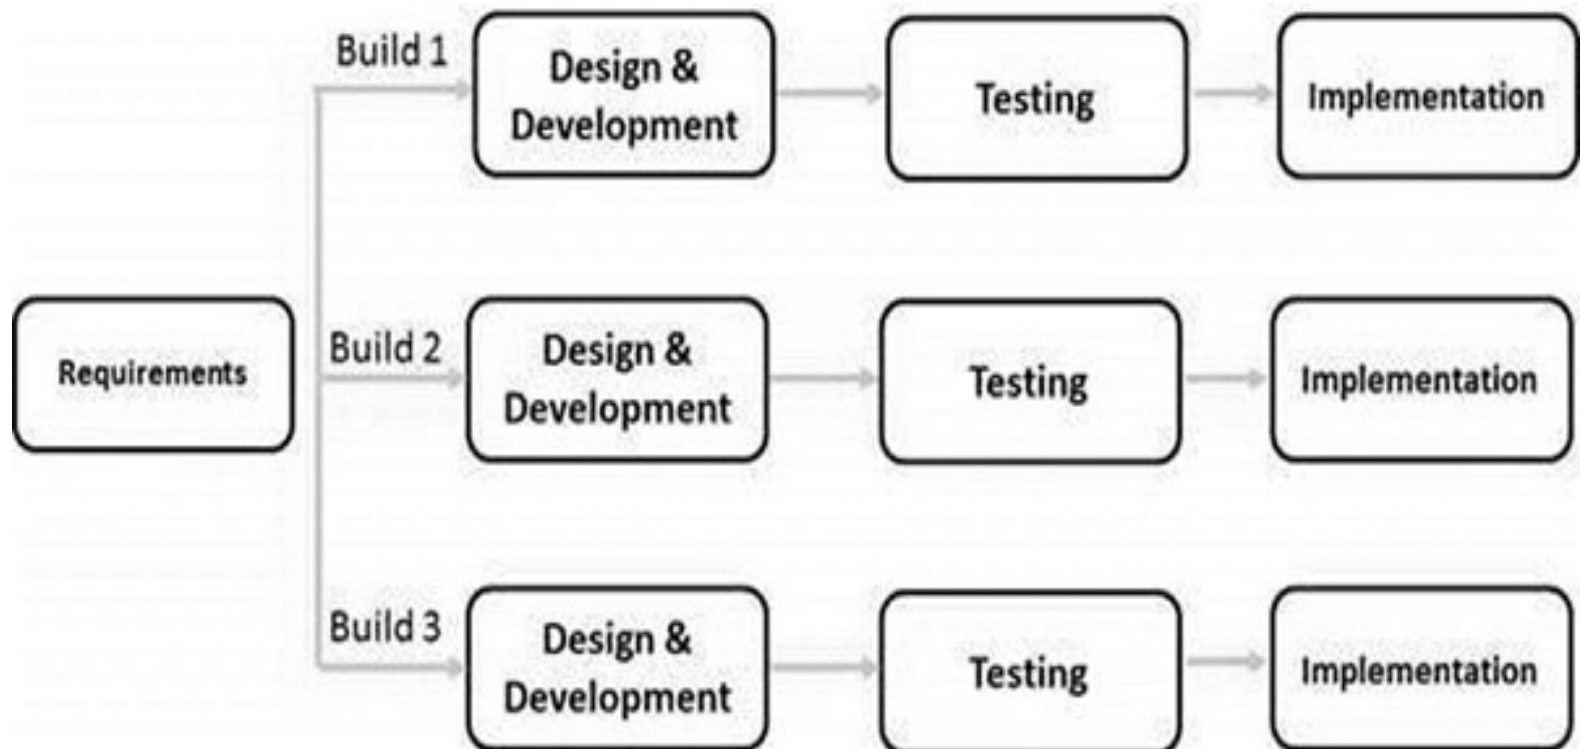 Build 1
Design &
Development
Testing
Implementation
Requirements
Build 2
Design &
Development
Testing
Implementation
Build 3
Design &
Development
Testing
Implementation